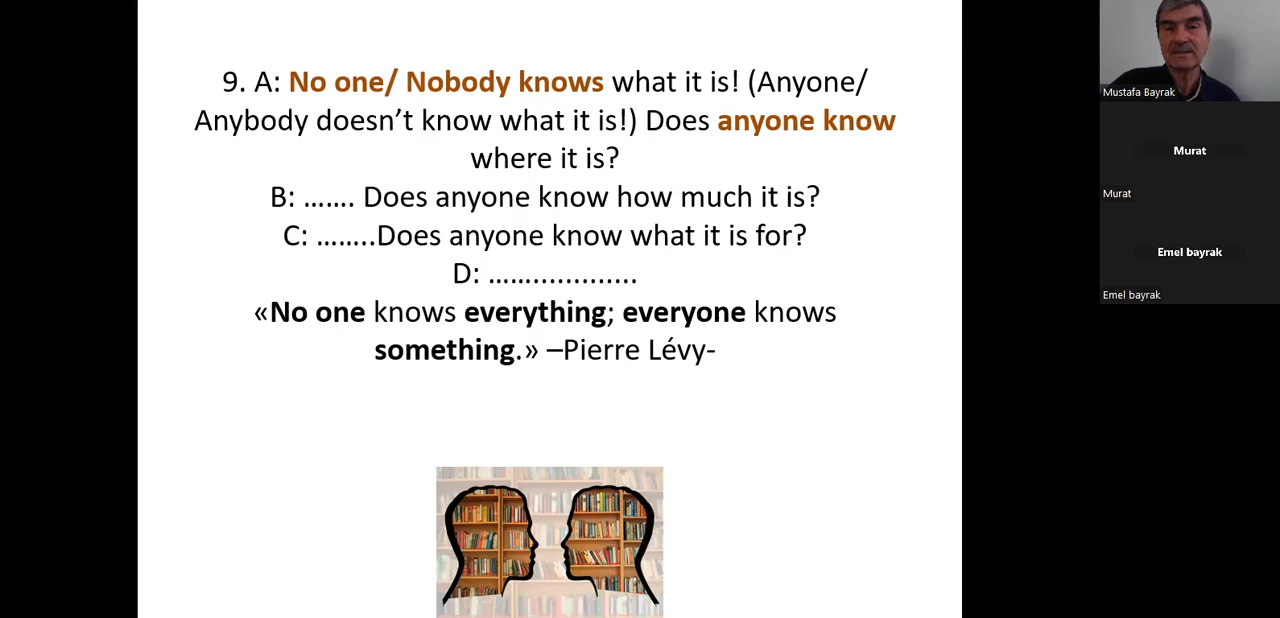 9. A: No one/ Nobody knows what it is! (Anyone/
Anybody doesn’t know what it is!) Does anyone know
where it is?
B: ……. Does anyone know how much it is?
C: ……..Does anyone know what it is for?
D: ……............
«No one knows everything; everyone knows
something.» –Pierre Lévy-
Mustafa Bayrak
Murat
Murat
Emel bayrak
Emel bayrak